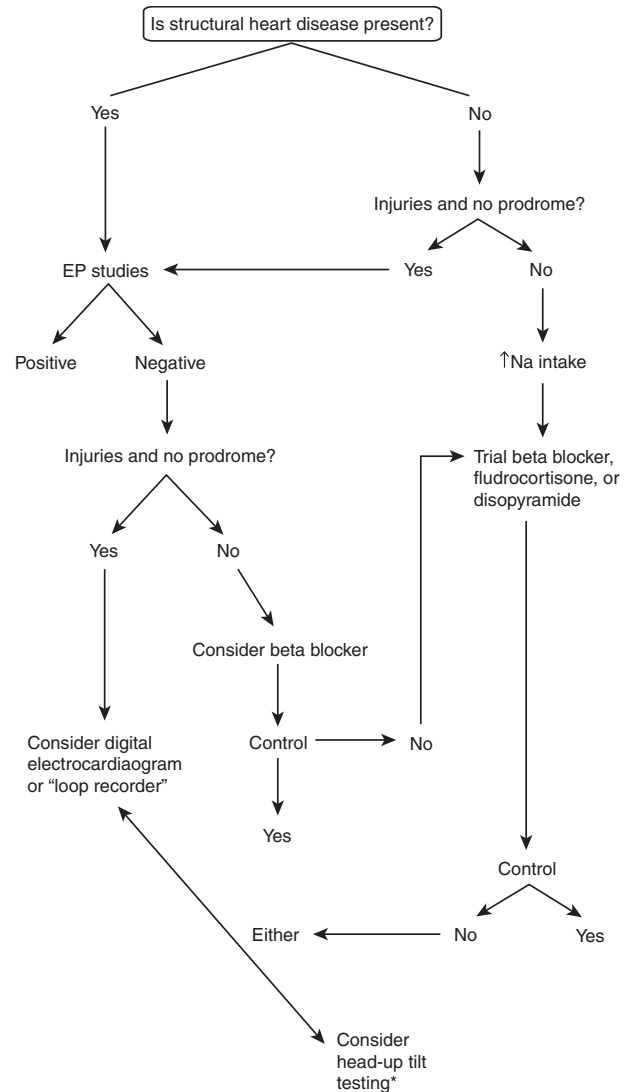 Is structural heart disease present?
Yes
No
Injuries and no prodrome?
EP studies
Yes
No
Positive
Negative
↑Na intake
Injuries and no prodrome?
Trial beta blocker,
fludrocortisone, or
disopyramide
Yes
No
Consider beta blocker
Consider digital
electrocardiaogram
or “loop recorder”
Control
No
Yes
Control
Either
No
Yes
Consider
head-up tilt
testing*